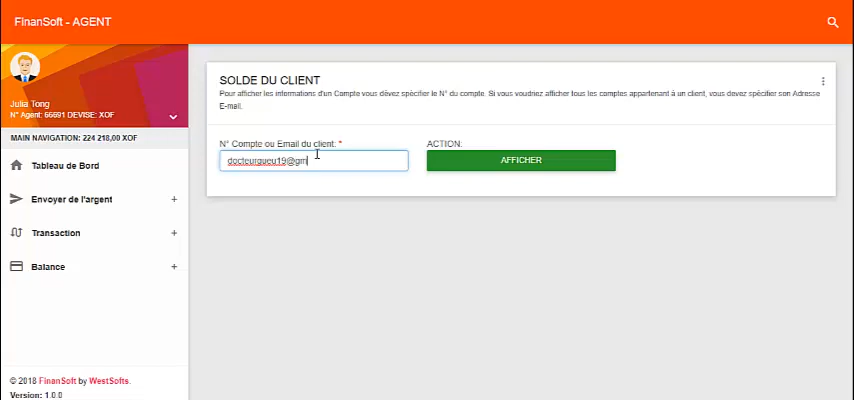 FinanSoft - AGENT
Julia Tong
N° Agent: 66691 DEVISE: XOF
MAIN NAVIGATION: 224 218,00 XOF
Tableau de Bord
Envoyer de l'argent +
Transaction +
Balance +
© 2018 FinanSoft by WestSofts.
Version: 1.0.0
SOLDE DU CLIENT
Pour afficher les informations d'un Compte vous dévez spécifier le N° du compte. Si vous voudriez afficher tous les comptes appartenant à un client, vous devez spécifier son Adresse
E-mail.
N° Compte ou Email du client: *
docteurgueu19@gm
ACTION:
AFFICHER